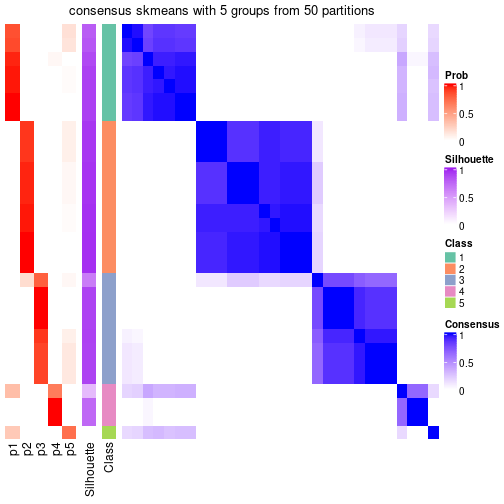 consensus skmeans with 5 groups from 50 partitions
Prob
1
0.5
0
Silhouette
1
0.5
0
Class
1
2
3
4
5
Consensus
1
0.5
0
p1
p2
p3
p4
p5
Silhouette
Class